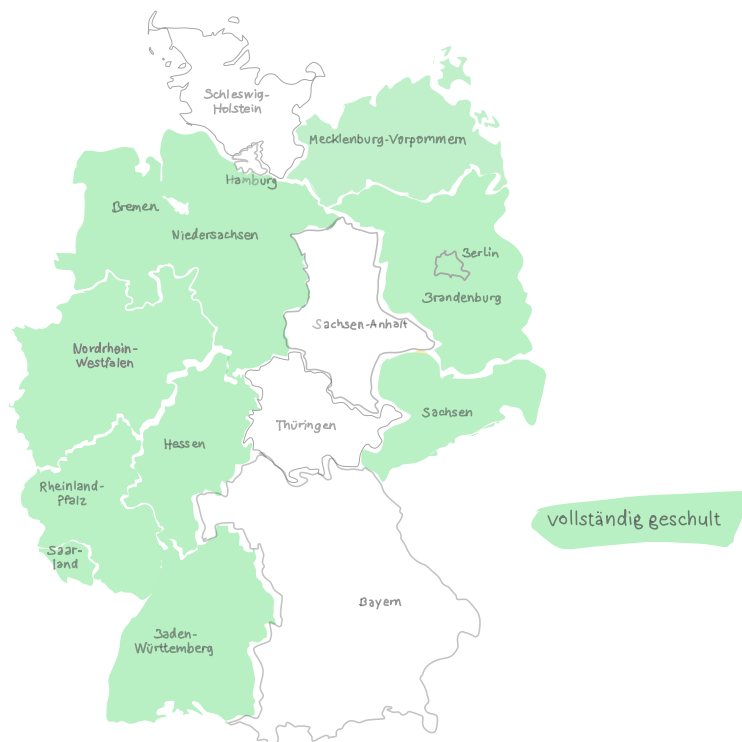 Schleswig-
Holstein
Mecklenburg-Vorpommern
Hamburg
Bremen
Niedersachsen
Berlin
Brandenburg
Sachsen-Anhalt
Nordrhein-
Westfalen
Sachsen
Thüringen
Hessen
Rheinland-
Pfalz
vollständig geschult
Saar-
land
Bayern
Baden-
Württemberg